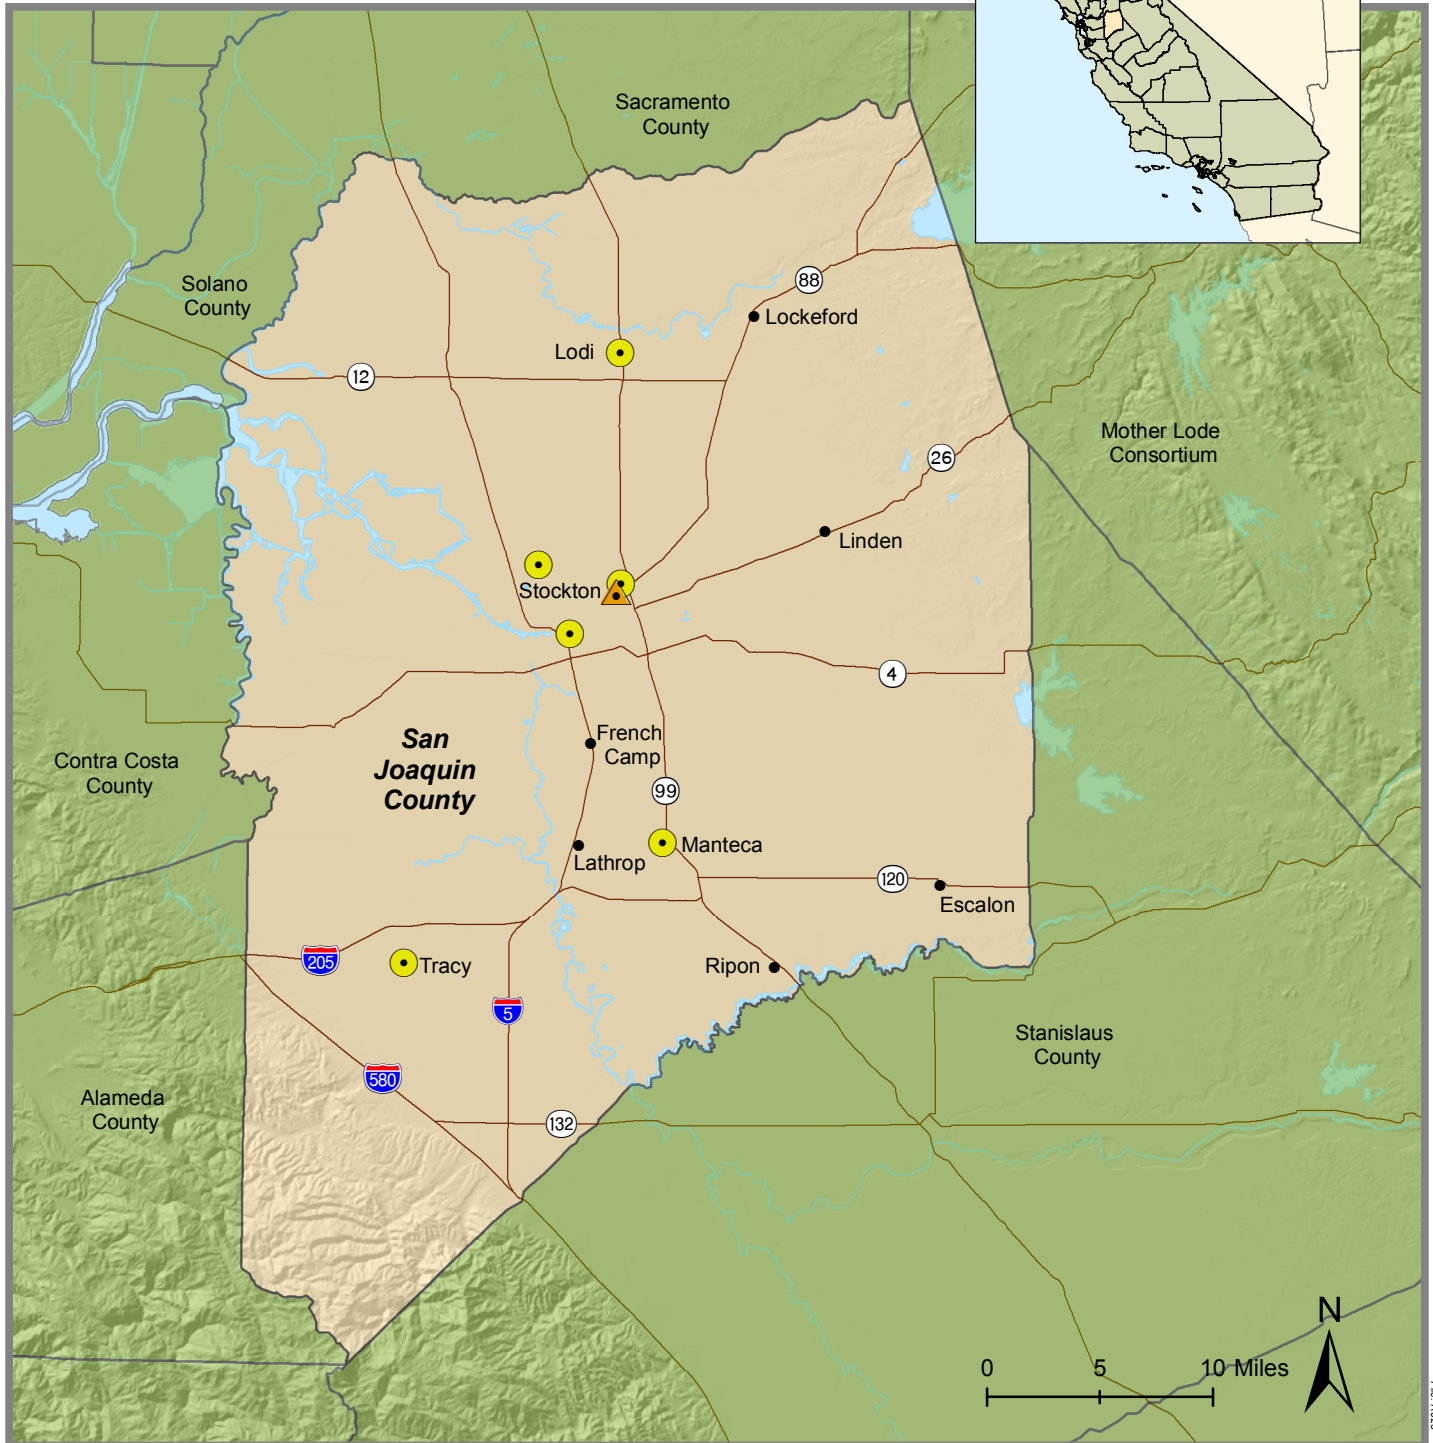 Sacramento
County
Solano
County
88
Lockeford
Lodi
12
Mother Lode
Consortium
26
Linden
Stockton
4
San
Joaquin
County
French
Camp
Contra Costa
County
99
Manteca
Lathrop
120
Escalon
205
Tracy
Ripon
5
Stanislaus
County
580
Alameda
County
132
N
0 5 10 Miles